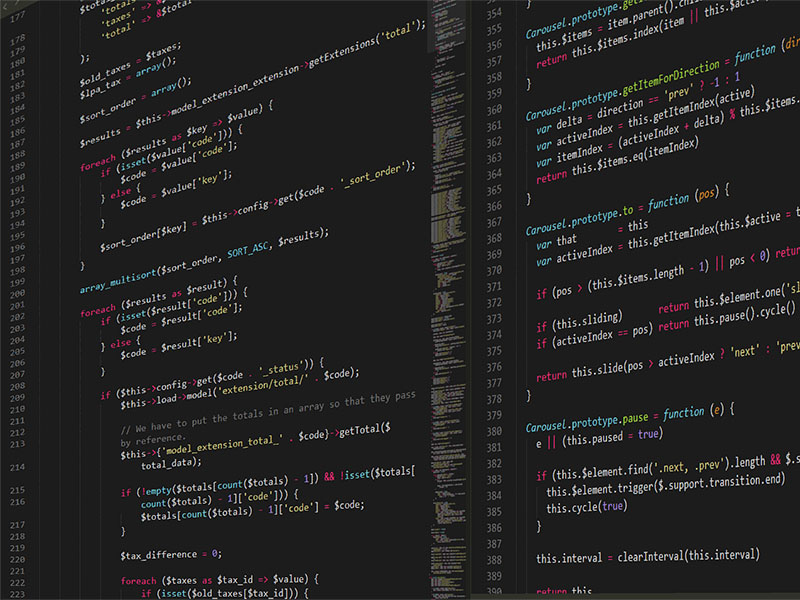 177
$tota
'taxes' => &
'total' => &$total
178
);
179
180
$old_taxes = $taxes;
181
$lpa_tax = array();
182
183
$sort_order = array();
184
185
$results = $this->model_extension_extension->getExtensions('total');
186
187
foreach ($results as $key => $value) {
188
if (isset($value['code'])) {
189
$code = $value['code'];
190
} else {
191
$code = $value['key'];
192
}
193
194
$sort_order[$key] = $this->config->get($code . '_sort_order');
195
}
196
197
array_multisort($sort_order, SORT_ASC, $results);
198
199
foreach ($results as $result) {
200
if (isset($result['code'])) {
201
$code = $result['code'];
202
} else {
203
$code = $result['key'];
204
}
205
206
if ($this->config->get($code . '_status')) {
207
$this->load->model('extension/total/' . $code);
208
209
// We have to put the totals in an array so that they pass
by reference.
210
$this->{'model_extension_total_' . $code}->getTotal($
total_data);
211
212
213
214
if (!empty($totals[count($totals) - 1]) && !isset($totals[
count($totals) - 1]['code'])) {
215
$totals[count($totals) - 1]['code'] = $code;
216
}
217
218
$tax_difference = 0;
219
220
221
foreach ($taxes as $tax_id => $value) {
222
if (isset($old_taxes[$tax_id])) {
223
354
}
355
Carousel.prototype.getIt
356
this.$items = item.parent().chi
357
return this.$items.index(item || this.$activ
358
}
359
360
Carousel.prototype.getItemForDirection = function (dir
361
var delta = direction == 'prev' ? -1 : 1
362
var activeIndex = this.getItemIndex(active)
363
var itemIndex = (activeIndex + delta) % this.$items.
364
return this.$items.eq(itemIndex)
365
}
366
367
Carousel.prototype.to = function (pos) {
368
var that = this
369
var activeIndex = this.getItemIndex(this.$active = t
370
371
if (pos > (this.$items.length - 1) || pos < 0) retur
372
373
if (this.sliding) return this.$element.one('sl
374
if (activeIndex == pos) return this.pause().cycle()
375
376
return this.slide(pos > activeIndex ? 'next' : 'prev
377
}
378
379
Carousel.prototype.pause = function (e) {
380
e || (this.paused = true)
381
382
if (this.$element.find('.next, .prev').length && $.s
383
this.$element.trigger($.support.transition.end)
384
this.cycle(true)
385
}
386
387
this.interval = clearInterval(this.interval)
388
389
return this
390